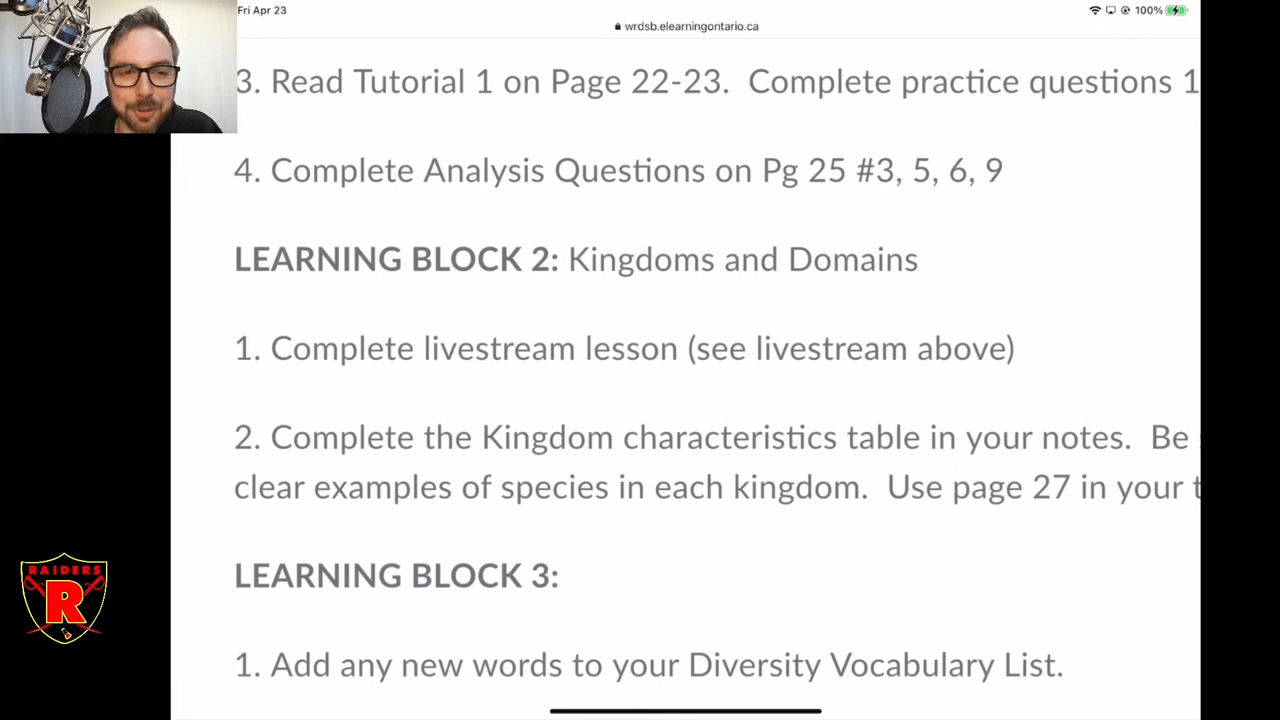 Fri Apr 23
100%
wrdsb.elearningontario.ca
3. Read Tutorial 1 on Page 22-23. Complete practice questions 1
4. Complete Analysis Questions on Pg 25 #3, 5, 6, 9
LEARNING BLOCK 2: Kingdoms and Domains
1. Complete livestream lesson (see livestream above)
2. Complete the Kingdom characteristics table in your notes. Be
clear examples of species in each kingdom. Use page 27 in your t
LEARNING BLOCK 3:
1. Add any new words to your Diversity Vocabulary List.
RAIDERS
R